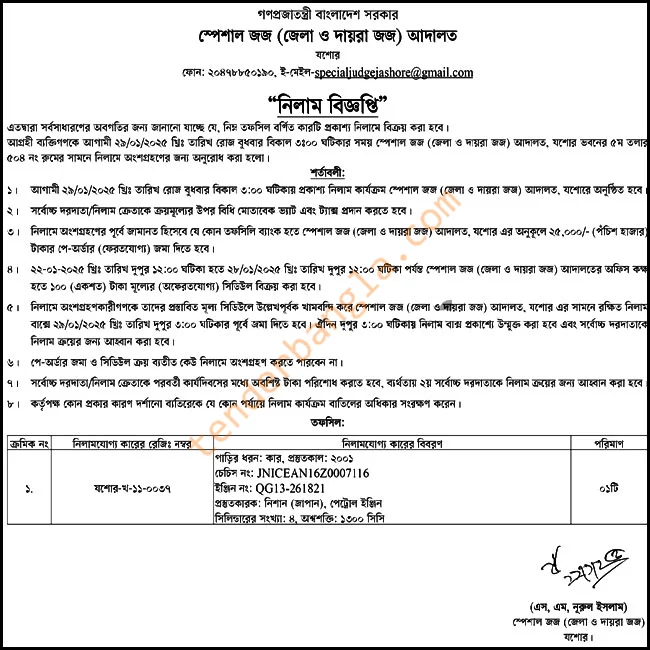 গণপ্রজাতন্ত্রী বাংলাদেশ সরকার
স্পেশাল জজ (জেলা ও দায়রা জজ) আদালত
যশোর
ফোন: ২০৪৭৮৮৫০১৯০, ই-মেইল-specialjudgejashore@gmail.com
“নিলাম বিজ্ঞপ্তি”
এতদ্বারা সর্বসাধারণের অবগতির জন্য জানানো যাচ্ছে যে, নিম্ন তফসিল বর্ণিত কারটি প্রকাশ্য নিলামে বিক্রয় করা হবে।
আগ্রহী ব্যক্তিগণকে আগামী ২৯/০১/২০২৫ খ্রিঃ তারিখ রোজ বুধবার বিকাল ৩ঃ০০ ঘটিকার সময় স্পেশাল জজ (জেলা ও দায়রা জজ) আদালত, যশোর ভবনের ৫ম তলার
৫০৪ নং রুমের সামনে নিলামে অংশগ্রহণের জন্য অনুরোধ করা হলো।
শর্তাবলী:
১। আগামী ২৯/০১/২০২৫ খ্রিঃ তারিখ রোজ বুধবার বিকাল ৩:০০ ঘটিকায় প্রকাশ্য নিলাম কার্যক্রম স্পেশাল জজ (জেলা ও দায়রা জজ) আদালত, যশোরে অনুষ্ঠিত হবে।
২। সর্বোচ্চ দরদাতা/নিলাম ক্রেতাকে ক্রয়মূল্যের উপর বিধি মোতাবেক ভ্যাট এবং ট্যাক্স প্রদান করতে হবে।
৩। নিলামে অংশগ্রহণের পূর্বে জামানত হিসেবে যে কোন তফসিলি ব্যাংক হতে স্পেশাল জজ (জেলা ও দায়রা জজ) আদালত, যশোর এর অনুকূলে ২৫,০০০/- (পঁচিশ হাজার)
টাকার পে-অর্ডার (ফেরতযোগ্য) জমা দিতে হবে।
৪। ২২-০১-২০২৫ খ্রিঃ তারিখ দুপুর ১২:০০ ঘটিকা হতে ২৮/০১/২০২৫ খ্রিঃ তারিখ দুপুর ১২:০০ ঘটিকা পর্যন্ত স্পেশাল জজ (জেলা ও দায়রা জজ) আদালতের অফিস কক্ষ
হতে ১০০ (একশত) টাকা মূল্যের (অফেরতযোগ্য) সিডিউল বিক্রয় করা হবে।
৫। নিলামে অংশগ্রহণকারীগণকে তাদের প্রস্তাবিত মূল্য সিডিউলে উল্লেখপূর্বক খামবন্দি করে স্পেশাল জজ (জেলা ও দায়রা জজ) আদালত, যশোর এর সামনে রক্ষিত নিলাম
বাক্সে ২৯/০১/২০২৫ খ্রিঃ তারিখ দুপুর ৩:০০ ঘটিকার পূর্বে জমা দিতে হবে। ঐদিন দুপুর ৩:০০ ঘটিকায় নিলাম বাক্স প্রকাশ্যে উন্মুক্ত করা হবে এবং সর্বোচ্চ দরদাতাকে
নিলাম ক্রয়ের জন্য আহ্বান করা হবে।
৬। পে-অর্ডার জমা ও সিডিউল ক্রয় ব্যতীত কেউ নিলামে অংশগ্রহণ করতে পারবেন না।
৭। সর্বোচ্চ দরদাতা/নিলাম ক্রেতাকে পরবর্তী কার্যদিবসের মধ্যে অবশিষ্ট টাকা পরিশোধ করতে হবে, ব্যর্থতায় ২য় সর্বোচ্চ দরদাতাকে নিলাম ক্রয়ের জন্য আহবান করা হবে।
৮। কর্তৃপক্ষ কোন প্রকার কারণ দর্শানো ব্যতিরেকে যে কোন পর্যায়ে নিলাম কার্যক্রম বাতিলের অধিকার সংরক্ষণ করেন।
তফসিল:
ক্রমিক নং নিলামযোগ্য কারের রেজিঃ নম্বর নিলামযোগ্য কারের বিবরণ পরিমাণ
গাড়ির ধরন: কার, প্রস্তুতকাল: ২০০১
চেচিস নং: JNICEAN16Z0007116
১. যশোর-খ-১১-০০৩৭ ইঞ্জিন নং: QG13-261821 ০১টি
প্রস্তুতকারক: নিশান (জাপান), পেট্রোল ইঞ্জিন
সিলিন্ডারের সংখ্যা: ৪, অশ্বশক্তি: ১৩০০ সিসি
(এস, এম, নুরুল ইসলাম)
স্পেশাল জজ (জেলা ও দায়রা জজ)
যশোর।
tenderbangla.com